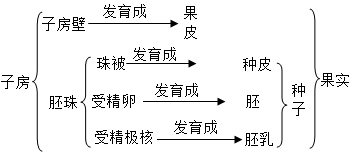 子房
子房壁 发育成 果皮
胚珠
珠被 发育成 种皮
受精卵 发育成 胚
受精极核 发育成 胚乳
种子
果实